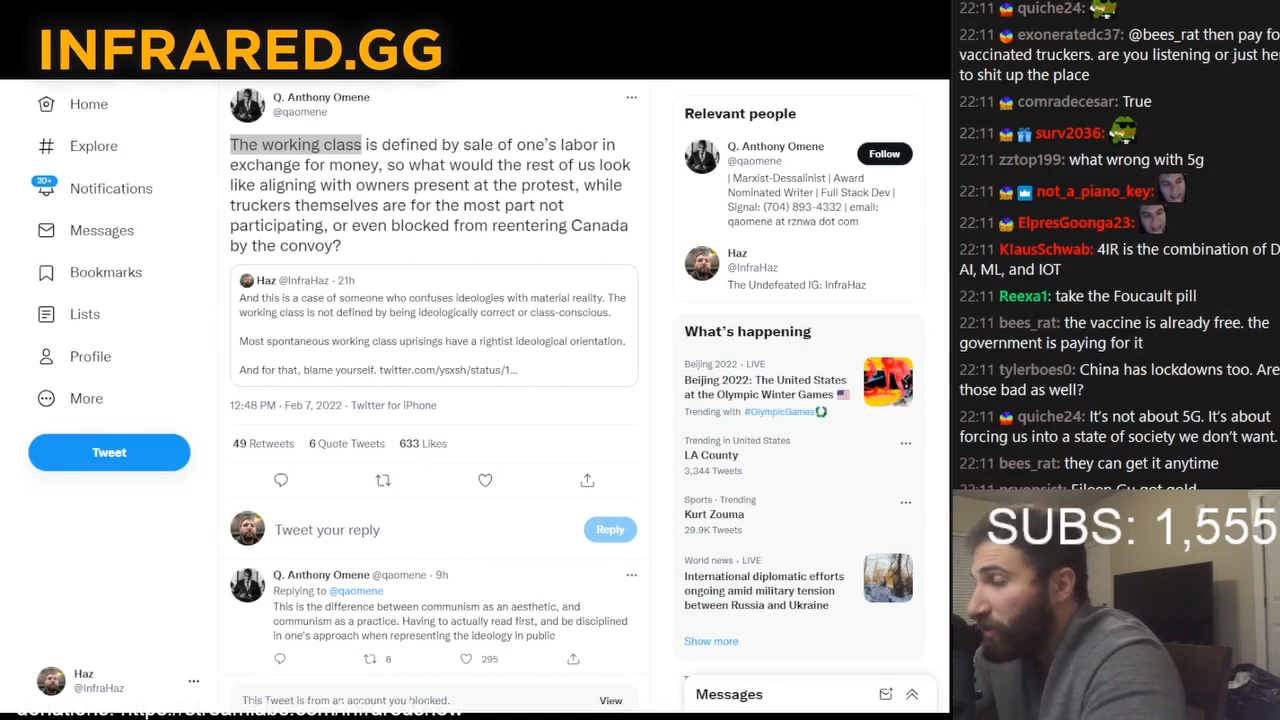 INFRARED.GG
Home
Explore
20+
Notifications
Messages
Bookmarks
Lists
Profile
More
Tweet
Haz
@InfraHaz
Q. Anthony Omene
@qaomene
The working class is defined by sale of one's labor in
exchange for money, so what would the rest of us look
like aligning with owners present at the protest, while
truckers themselves are for the most part not
participating, or even blocked from reentering Canada
by the convoy?
Haz @InfraHaz · 21h
And this is a case of someone who confuses ideologies with material reality. The
working class is not defined by being ideologically correct or class-conscious.
Most spontaneous working class uprisings have a rightist ideological orientation.
And for that, blame yourself. twitter.com/ysxsh/status/1...
12:48 PM · Feb 7, 2022 · Twitter for iPhone
49 Retweets 6 Quote Tweets 633 Likes
Tweet your reply
Reply
Q. Anthony Omene @qaomene · 9h
Replying to @qaomene
This is the difference between communism as an aesthetic, and
communism as a practice. Having to actually read first, and be disciplined
in one's approach when representing the ideology in public
8 295
This Tweet is from an account you blocked.
View
Relevant people
Q. Anthony Omene
@qaomene
Follow
| Marxist-Dessalinist | Award
Nominated Writer | Full Stack Dev |
Signal: (704) 893-4332 | email:
qaomene at rznwa dot com
Haz
@InfraHaz
The Undefeated IG: InfraHaz
What's happening
Beijing 2022 · LIVE
Beijing 2022: The United States
at the Olympic Winter Games
Trending with #OlympicGames
Trending in United States
LA County
3,344 Tweets
Sports · Trending
Kurt Zouma
29.9K Tweets
World news · LIVE
International diplomatic efforts
ongoing amid military tension
between Russia and Ukraine
Show more
Messages
22:11 quiche24:
22:11 exoneratedc37: @bees_rat then pay fo
vaccinated truckers. are you listening or just he
to shit up the place
22:11 comradecesar: True
22:11 surv2036:
22:11 zztop199: what wrong with 5g
22:11 not_a_piano_key:
22:11 ElpresGoonga23:
22:11 KlausSchwab: 4IR is the combination of D
AI, ML, and IOT
22:11 Reexa1: take the Foucault pill
22:11 bees_rat: the vaccine is already free. the
government is paying for it
22:11 tylerboes0: China has lockdowns too. Are
those bad as well?
22:11 quiche24: It's not about 5G. It's about
forcing us into a state of society we don't want.
22:11 bees_rat: they can get it anytime
SUBS: 1,555